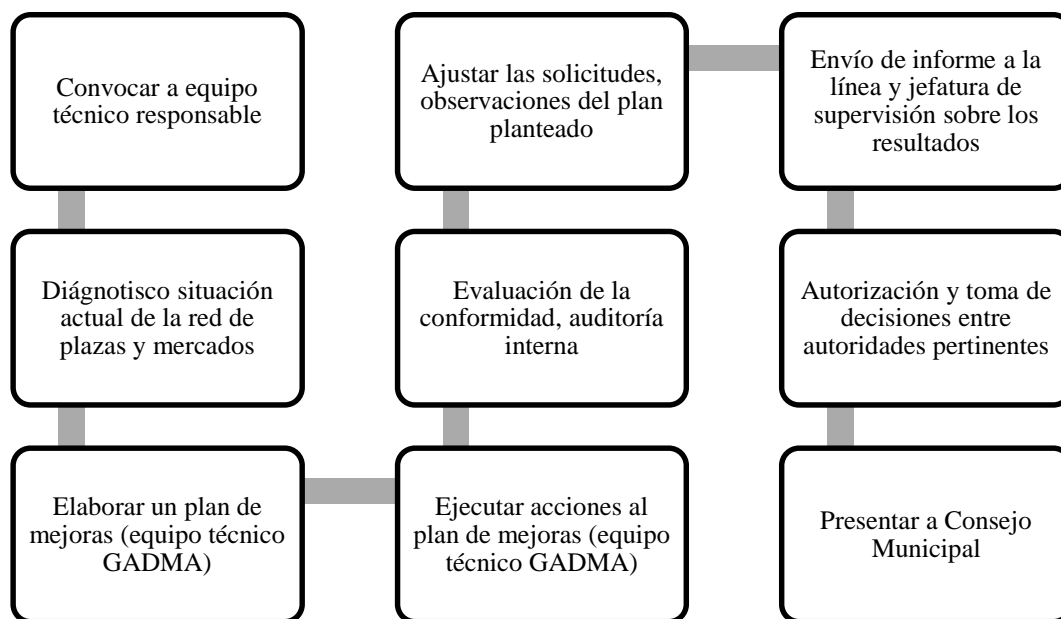 Convocar a equipo
técnico responsable
Diágnotisco situación
actual de la red de
plazas y mercados
Elaborar un plan de
mejoras (equipo técnico
GADMA)
Ejecutar acciones al
plan de mejoras (equipo
técnico GADMA)
Evaluación de la
conformidad, auditoría
interna
Ajustar las solicitudes,
observaciones del plan
planteado
Envío de informe a la
línea y jefatura de
supervisión sobre los
resultados
Autorización y toma de
decisiones entre
autoridades pertinentes
Presentar a Consejo
Municipal